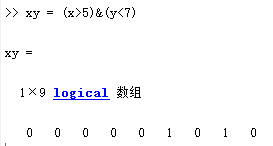 >> xy = (x>5)&(y<7)
xy =
1×9 logical 数组
0 0 0 0 0 1 0 1 0